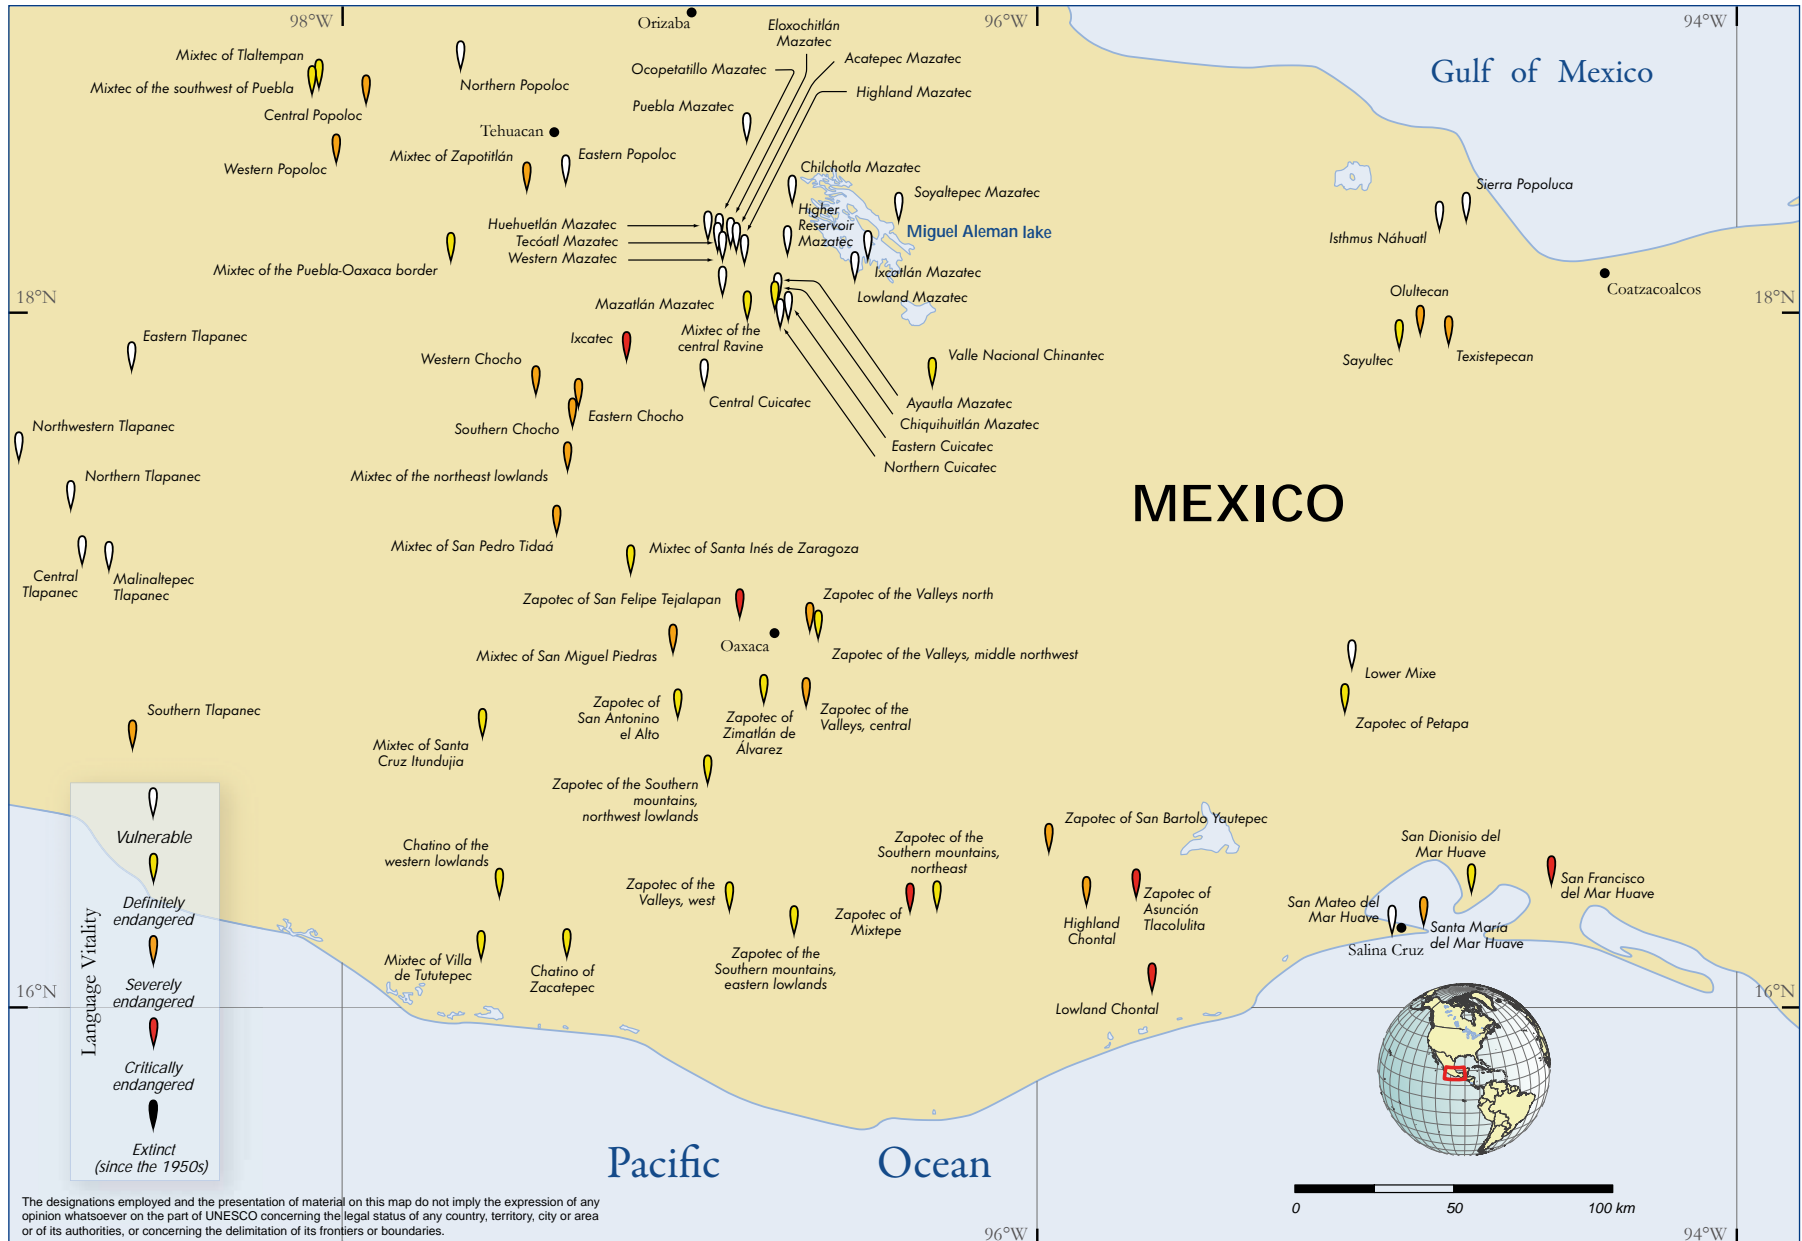 98°W
96°W
94°W
Orizaba
Gulf of Mexico
Mixtec of Tlaltempan
Mixtec of the southwest of Puebla
Central Popoloc
Western Popoloc
Northern Popoloc
Tehuacan
Mixtec of Zapotitlán
Eastern Popoloc
Eloxochitlán
Mazatec
Ocopetatillo Mazatec
Acatepec Mazatec
Highland Mazatec
Puebla Mazatec
Chilchotla Mazatec
Soyaltepec Mazatec
Higher
Reservoir
Mazatec
Miguel Aleman lake
Huehuetlán Mazatec
Tecóatl Mazatec
Western Mazatec
Ixcatlán Mazatec
Lowland Mazatec
Mixtec of the Puebla-Oaxaca border
Mazatlán Mazatec
Mixtec of the
central Ravine
Sierra Popoluca
Isthmus Náhuatl
Coatzacoalcos
18°N
18°N
Olultecan
Sayultec
Texistepecan
Eastern Tlapanec
Ixcatec
Western Chocho
Eastern Chocho
Southern Chocho
Central Cuicatec
Valle Nacional Chinantec
Ayautla Mazatec
Chiquihuitlán Mazatec
Eastern Cuicatec
Northern Cuicatec
Northwestern Tlapanec
Northern Tlapanec
Mixtec of the northeast lowlands
MEXICO
Mixtec of San Pedro Tidaá
Mixtec of Santa Inés de Zaragoza
Central
Tlapanec
Malinaltepec
Tlapanec
Zapotec of San Felipe Tejalapan
Zapotec of the Valleys north
Oaxaca
Mixtec of San Miguel Piedras
Zapotec of the Valleys, middle northwest
Lower Mixe
Zapotec of Petapa
Southern Tlapanec
Mixtec of Santa
Cruz Itundujia
Zapotec of
San Antonino
el Alto
Zapotec of
Zimatlán de
Álvarez
Zapotec of the
Valleys, central
Zapotec of the Southern
mountains,
northwest lowlands
Chatino of the
western lowlands
Zapotec of the
Valleys, west
Zapotec of the
Southern mountains,
northeast
Zapotec of
Mixtepe
Zapotec of San Bartolo Yautepec
Highland
Chontal
Zapotec of
Asunción
Tlacolulita
San Dionisio del
Mar Huave
San Francisco
del Mar Huave
San Mateo del
Mar Huave
Santa María
del Mar Huave
Salina Cruz
Mixtec of Villa
de Tututepec
Chatino of
Zacatepec
Zapotec of the
Southern mountains,
eastern lowlands
Lowland Chontal
16°N
16°N
Language Vitality
Vulnerable
Definitely
endangered
Severely
endangered
Critically
endangered
Extinct
(since the 1950s)
Pacific Ocean
0 50 100 km
The designations employed and the presentation of material on this map do not imply the expression of any
opinion whatsoever on the part of UNESCO concerning the legal status of any country, territory, city or area
or of its authorities, or concerning the delimitation of its frontiers or boundaries.
96°W
94°W